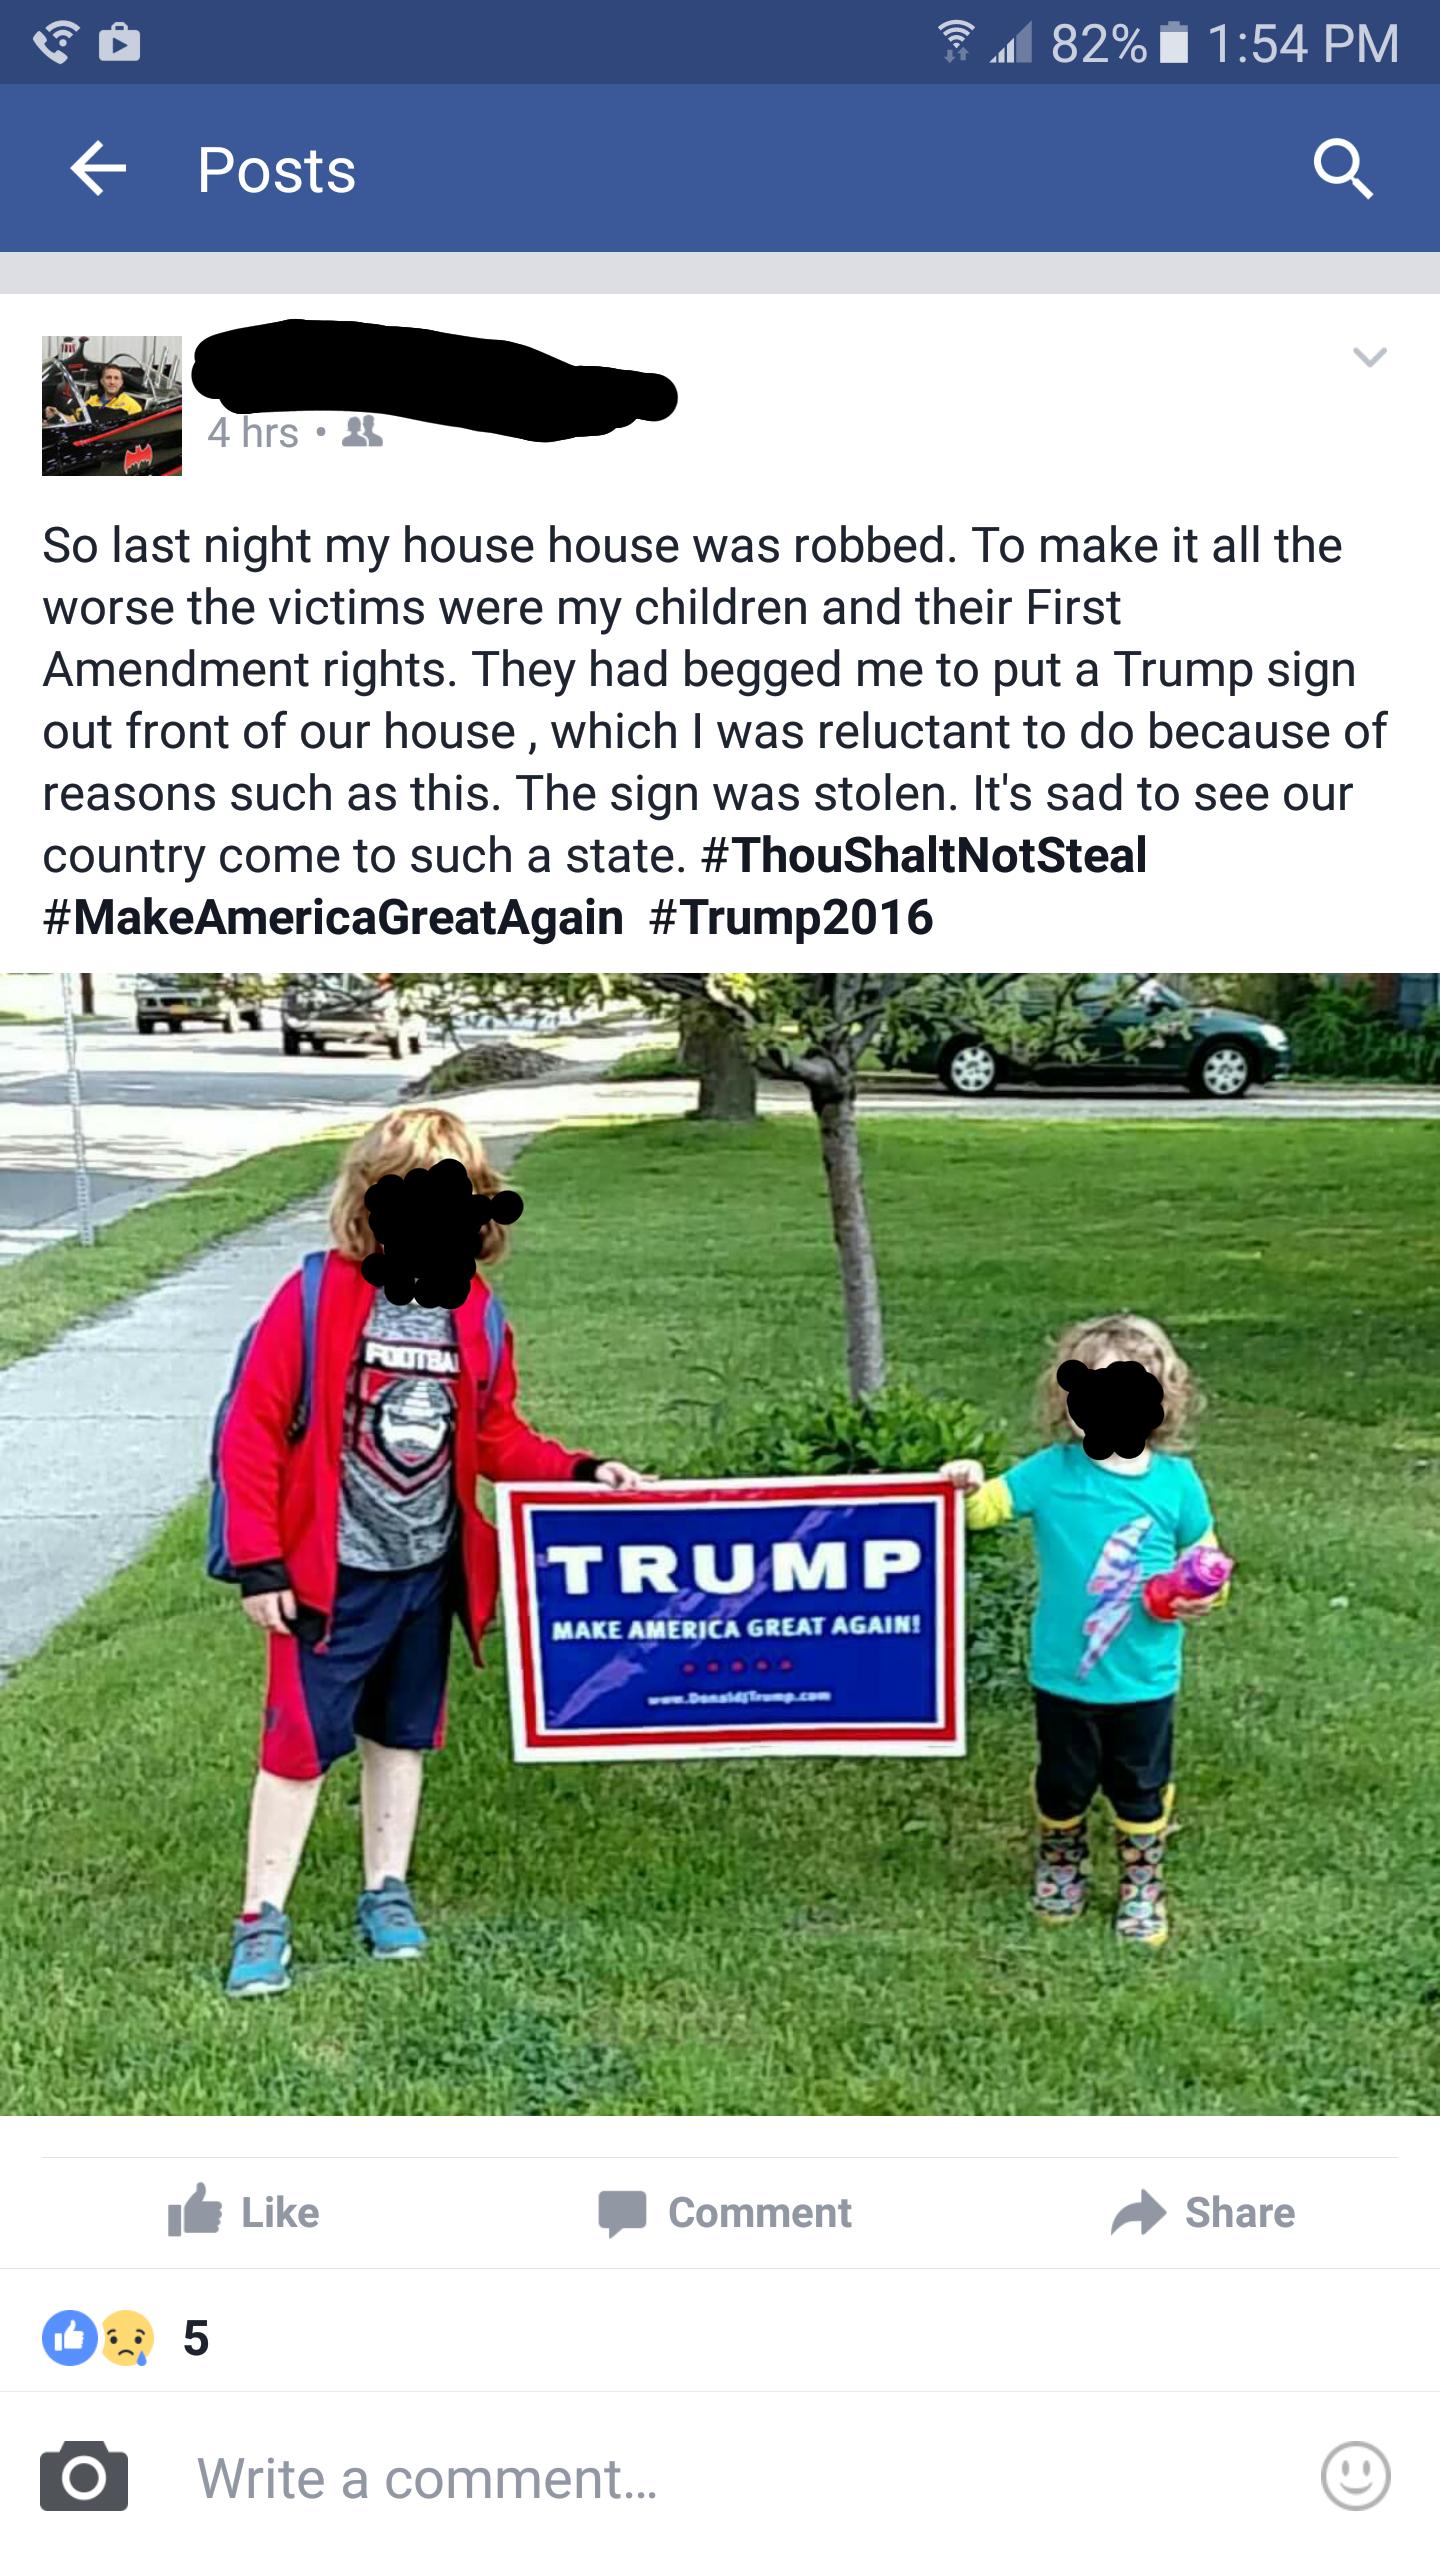 82% 1:54 PM
Posts
4 hrs •
So last night my house house was robbed. To make it all the
worse the victims were my children and their First
Amendment rights. They had begged me to put a Trump sign
out front of our house , which I was reluctant to do because of
reasons such as this. The sign was stolen. It's sad to see our
country come to such a state. #ThouShaltNotSteal
#MakeAmericaGreatAgain #Trump2016
FOOTBA
TRUMP
MAKE AMERICA GREAT AGAIN!
www.DonaldJTrump.com
Like Comment Share
5
Write a comment...